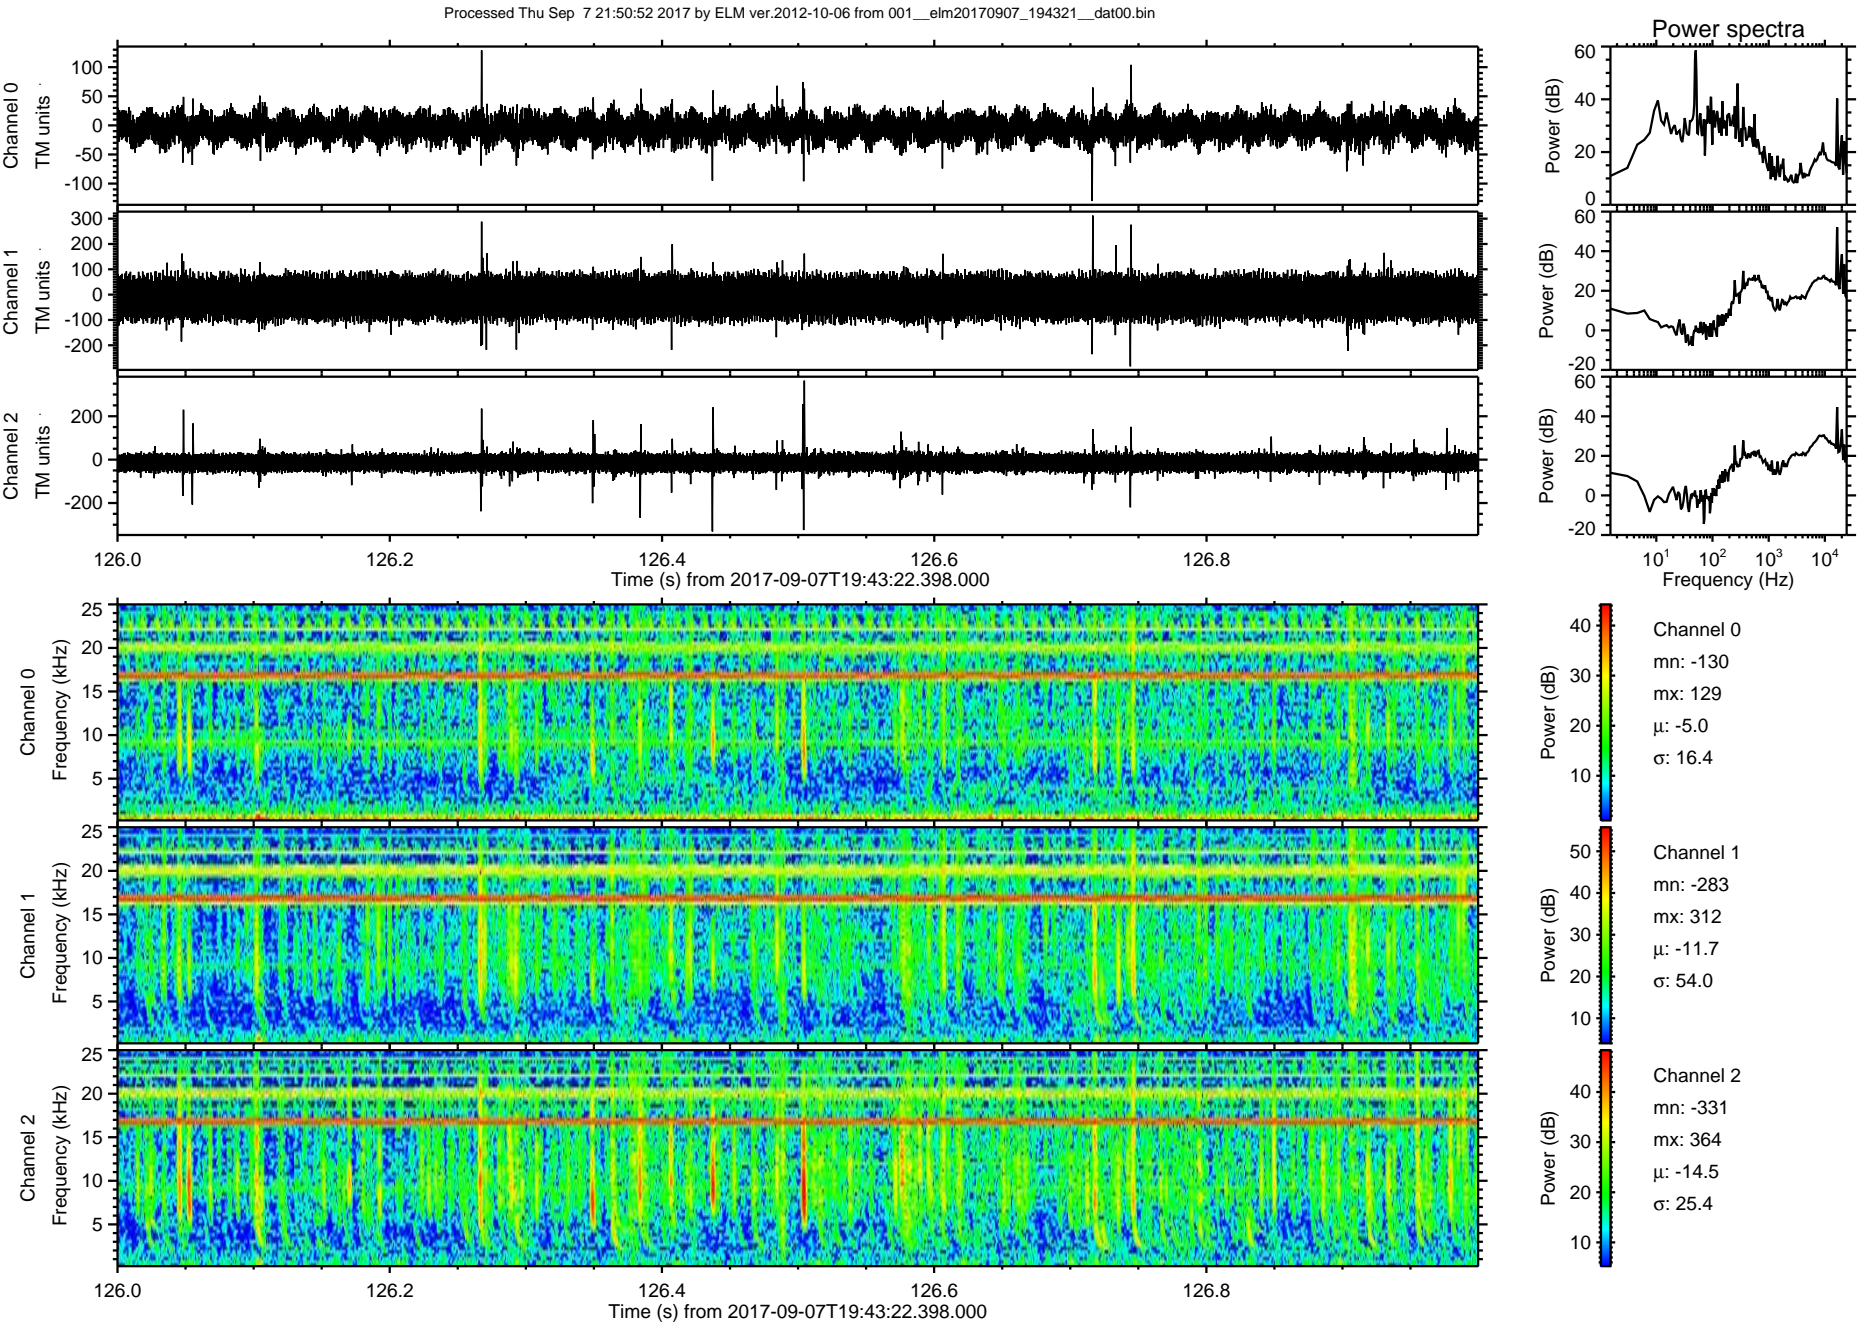 Processed Thu Sep  7 21:50:52 2017 by ELM ver.2012-10-06 from 001__elm20170907_194321__dat00.bin
Power spectra
Channel 0
TM units
100
50
0
-50
-100
Power (dB)
60
40
20
0
Channel 1
TM units
300
200
100
0
-100
-200
Power (dB)
60
40
20
0
-20
Channel 2
TM units
200
0
-200
Power (dB)
60
40
20
0
-20
126.0 126.2 126.4 126.6 126.8
Time (s) from 2017-09-07T19:43:22.398.000
10¹ 10² 10³ 10⁴
Frequency (Hz)
Channel 0
Frequency (kHz)
25
20
15
10
5
Power (dB)
40
30
20
10
Channel 0
mn: -130
mx: 129
μ: -5.0
σ: 16.4
Channel 1
Frequency (kHz)
25
20
15
10
5
Power (dB)
50
40
30
20
10
Channel 1
mn: -283
mx: 312
μ: -11.7
σ: 54.0
Channel 2
Frequency (kHz)
25
20
15
10
5
Power (dB)
40
30
20
10
Channel 2
mn: -331
mx: 364
μ: -14.5
σ: 25.4
126.0 126.2 126.4 126.6 126.8
Time (s) from 2017-09-07T19:43:22.398.000